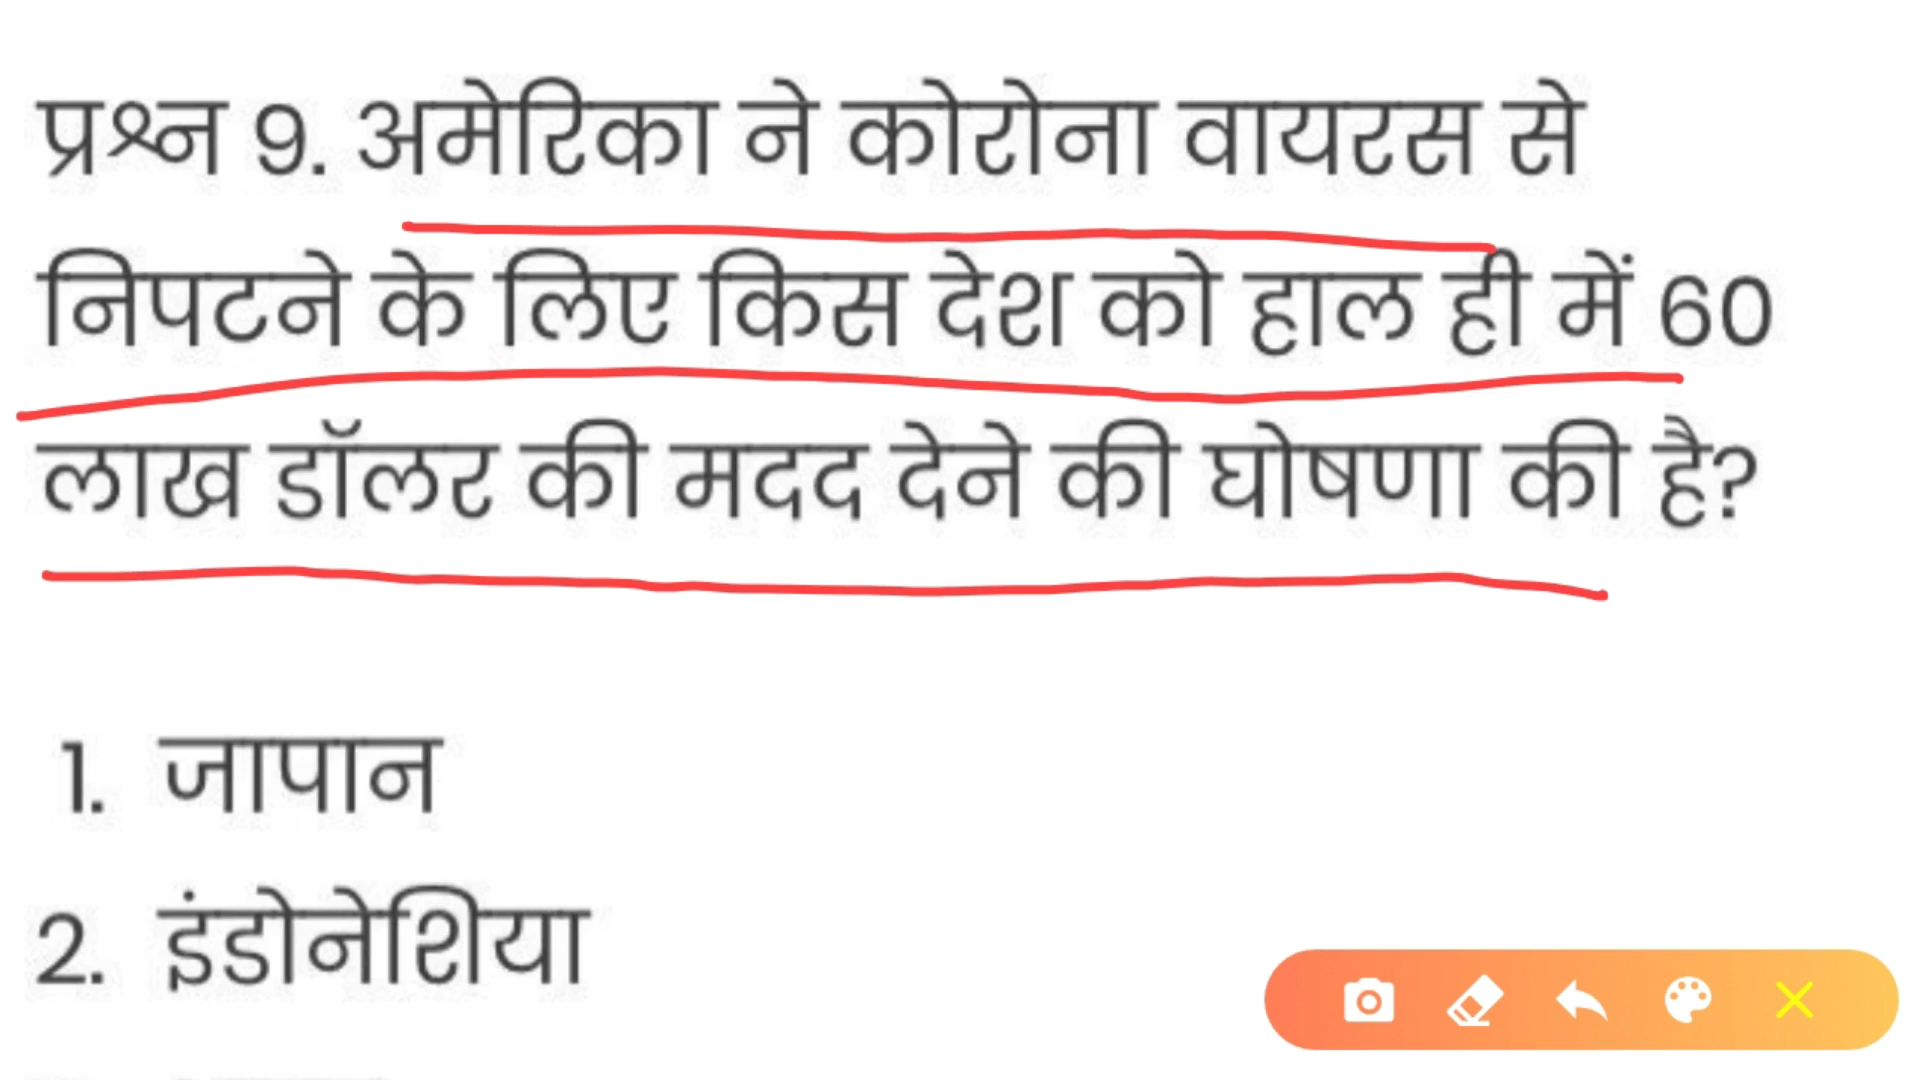 प्रश्न 9. अमेरिका ने कोरोना वायरस से
निपटने के लिए किस देश को हाल ही में 60
लाख डॉलर की मदद देने की घोषणा की है?
1. जापान
2. इंडोनेशिया